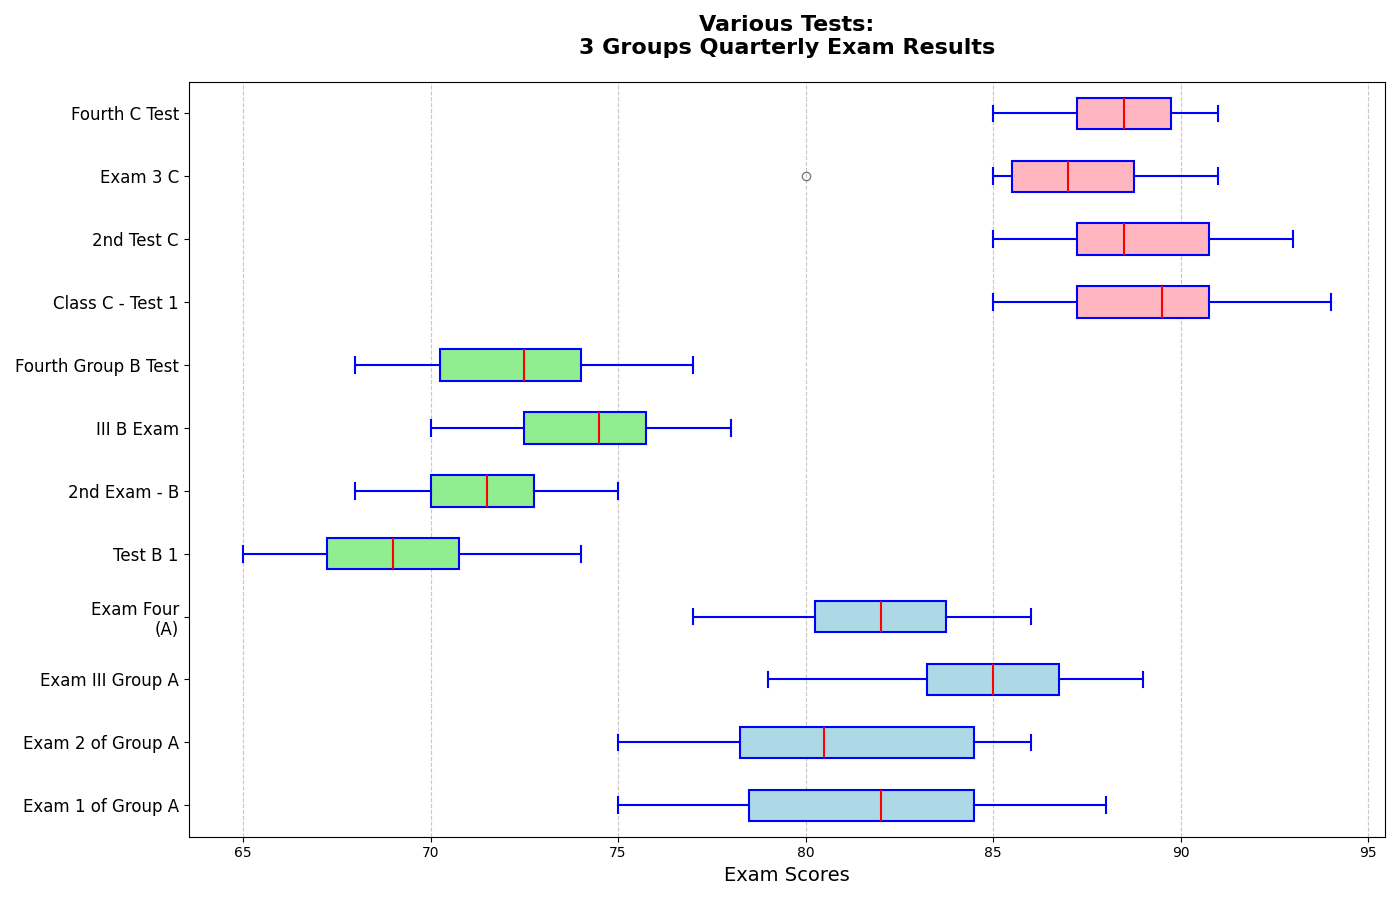 Various Tests:
3 Groups Quarterly Exam Results
Fourth C Test
Exam 3 C
2nd Test C
Class C - Test 1
Fourth Group B Test
III B Exam
2nd Exam - B
Test B 1
Exam Four
(A)
Exam III Group A
Exam 2 of Group A
Exam 1 of Group A
65 70 75 80 85 90 95
Exam Scores